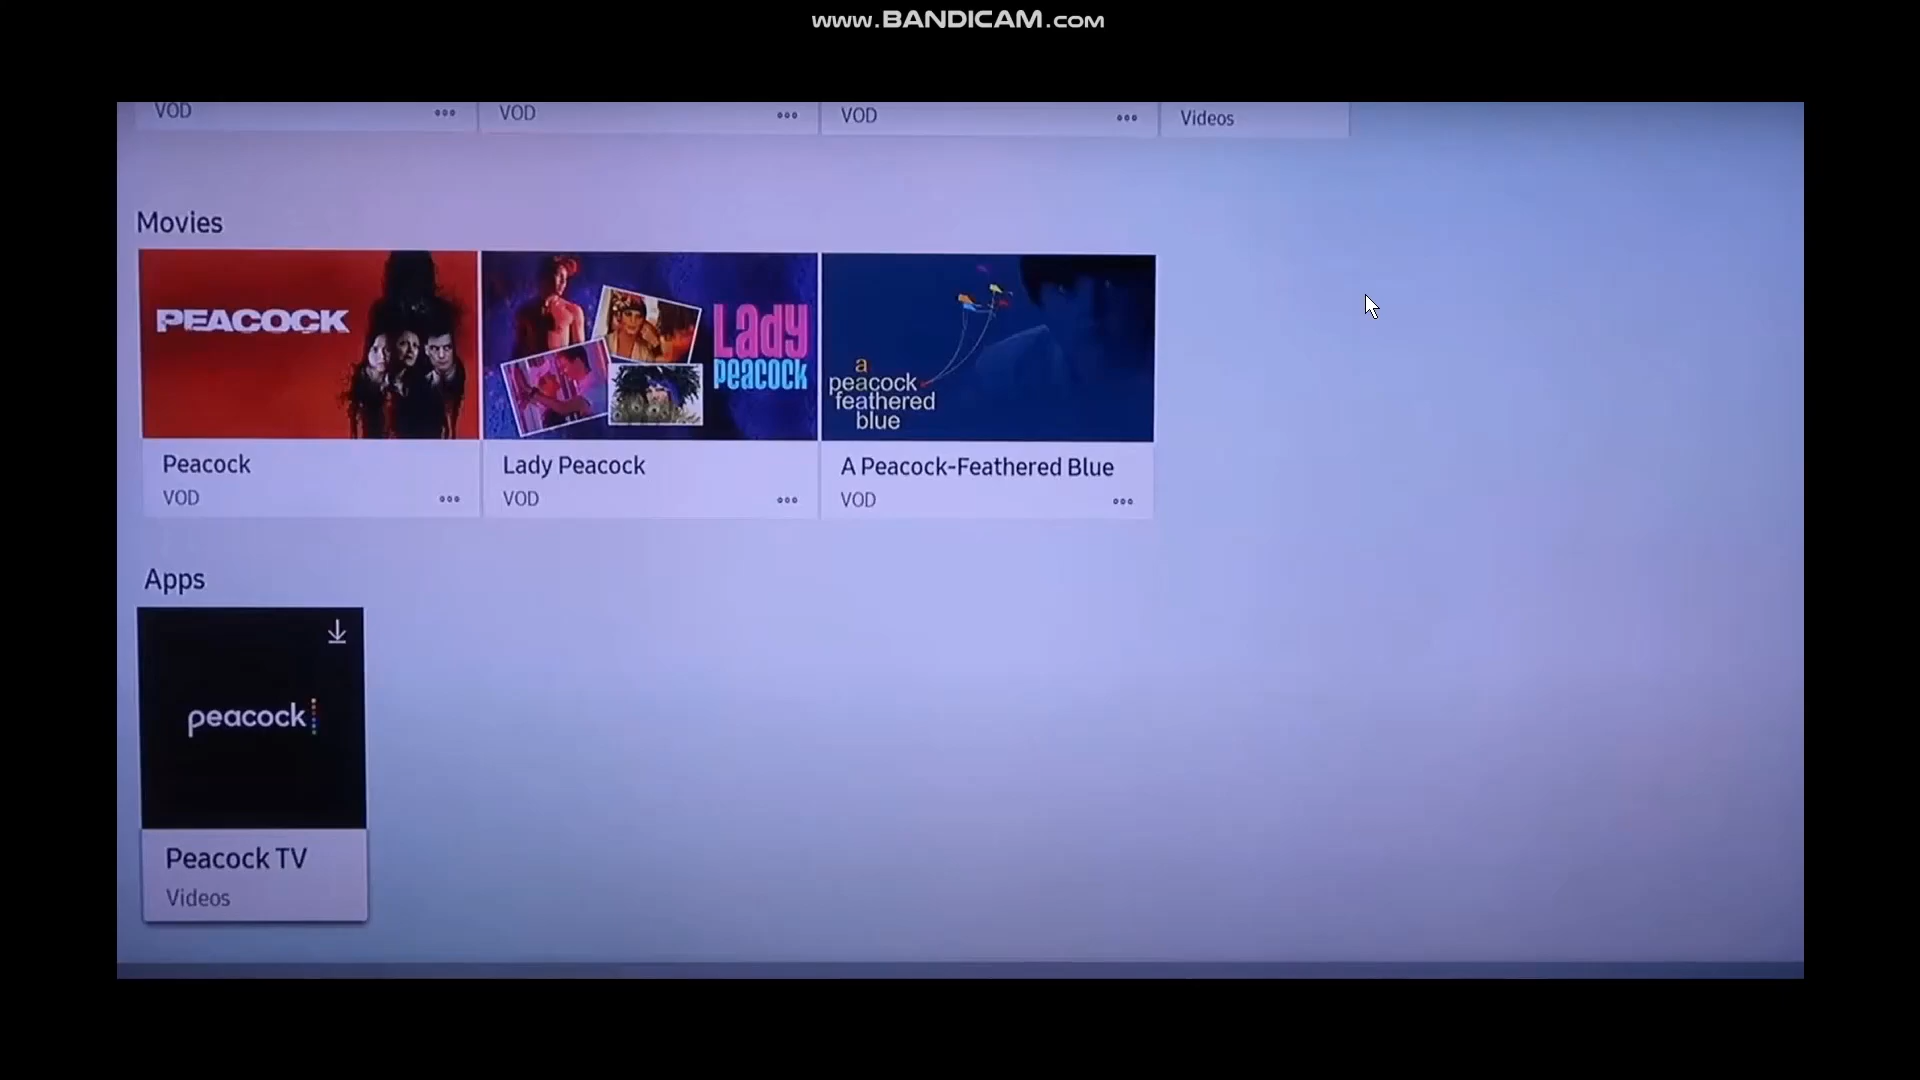 www.BANDICAM.com
VOD
VOD
VOD
Videos
Movies
PEACOCK
Lady
peacock
a
peacock
feathered
blue
Peacock
VOD
Lady Peacock
VOD
A Peacock-Feathered Blue
VOD
Apps
peacock
Peacock TV
Videos